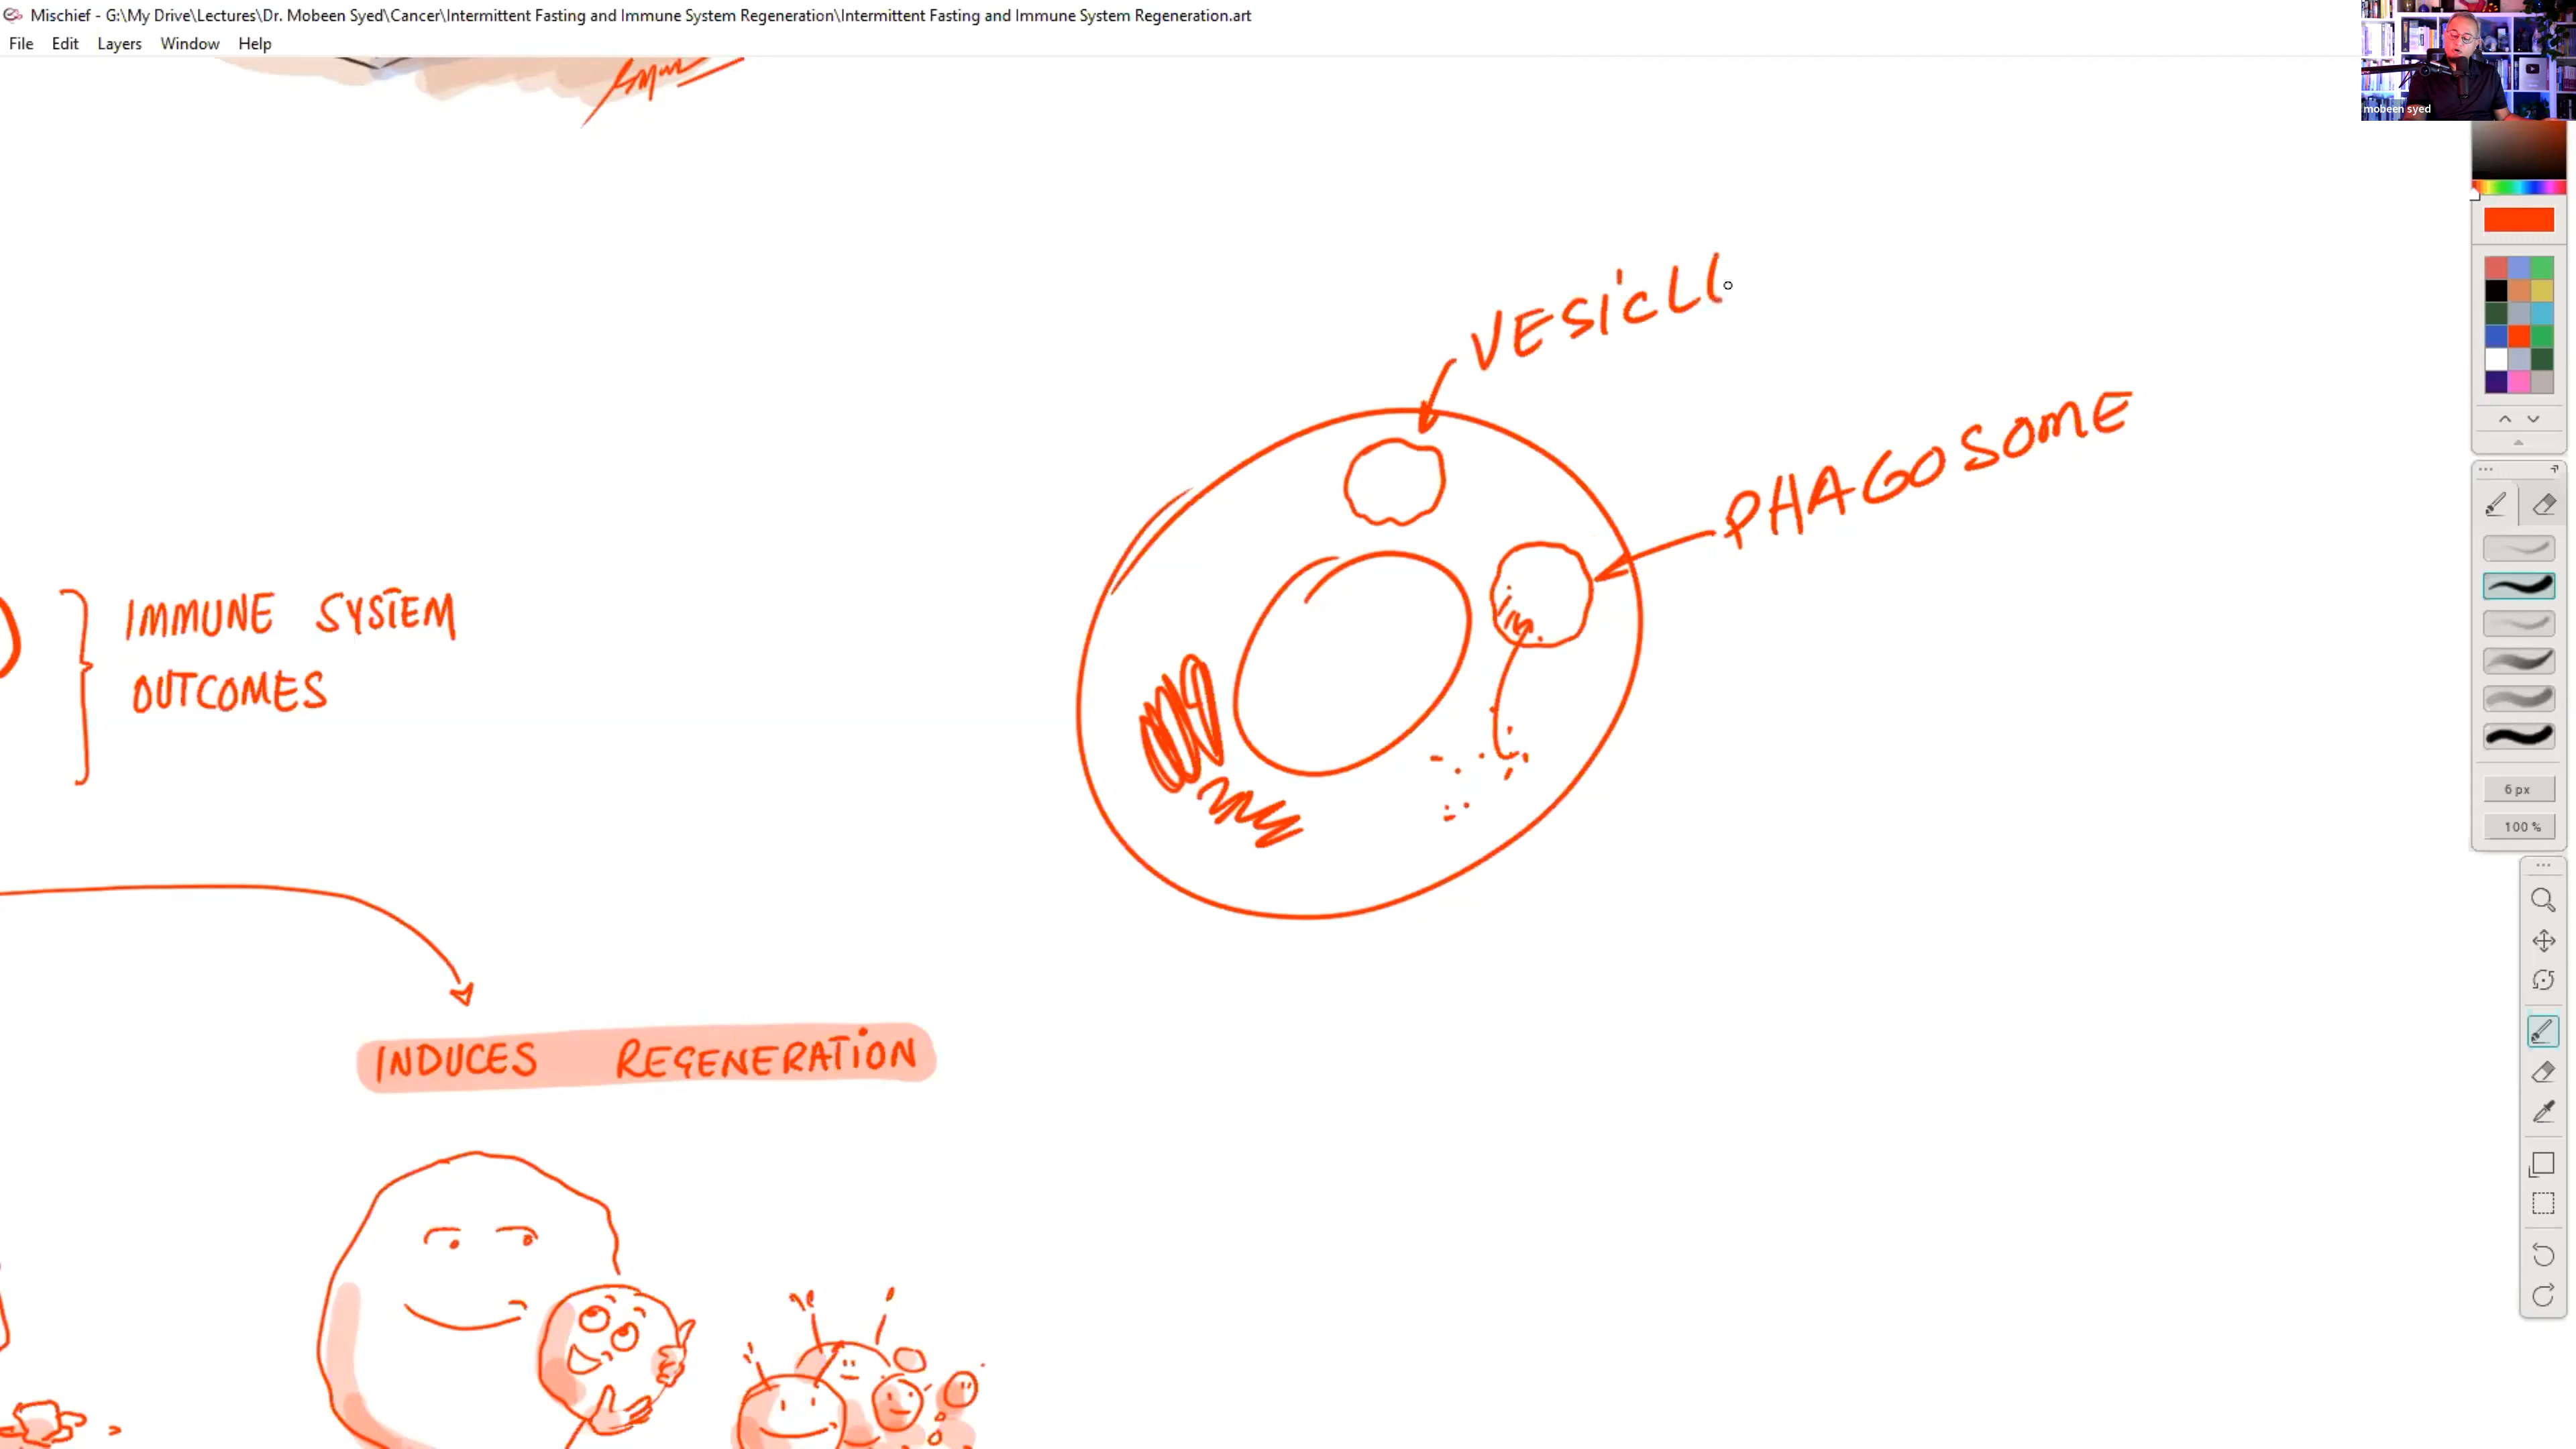 Mischief - G:\My Drive\Lectures\Dr. Mobeen Syed\Cancer\Intermittent Fasting and Immune System Regeneration\Intermittent Fasting and Immune System Regeneration.art
File Edit Layers Window Help
mobeen syed
VESICLI
PHAGOSOME
IMMUNE SYSTEM
OUTCOMES
6 px
100 %
INDUCES REGENERATION